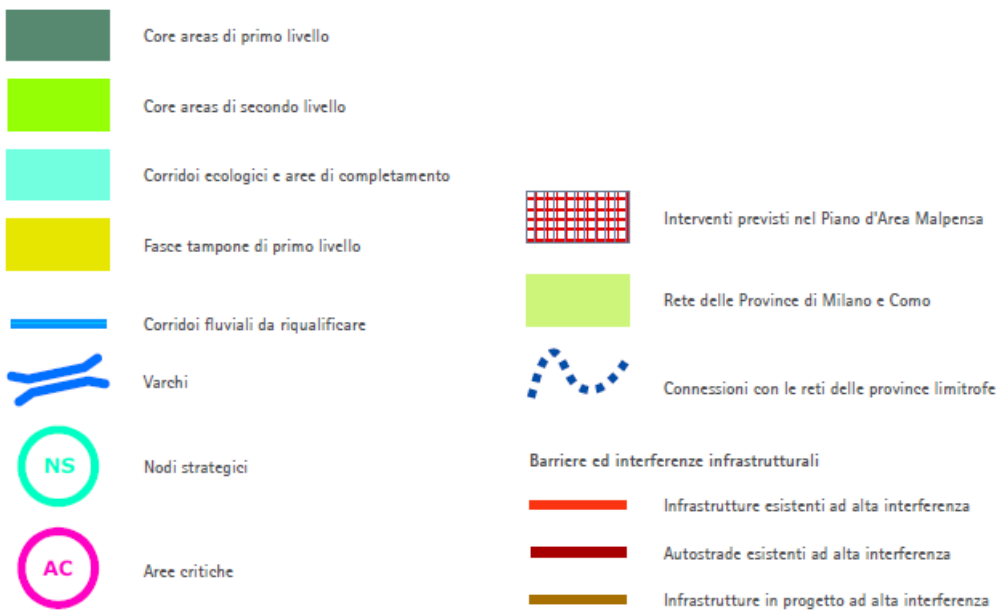 Core areas di primo livello
Core areas di secondo livello
Corridoi ecologici e aree di completamento
Fasce tampone di primo livello
Corridoi fluviali da riqualificare
Varchi
NS
Nodi strategici
AC
Aree critiche
Interventi previsti nel Piano d'Area Malpensa
Rete delle Province di Milano e Como
Connessioni con le reti delle province limitrofe
Barriere ed interferenze infrastrutturali
Infrastrutture esistenti ad alta interferenza
Autostrade esistenti ad alta interferenza
Infrastrutture in progetto ad alta interferenza